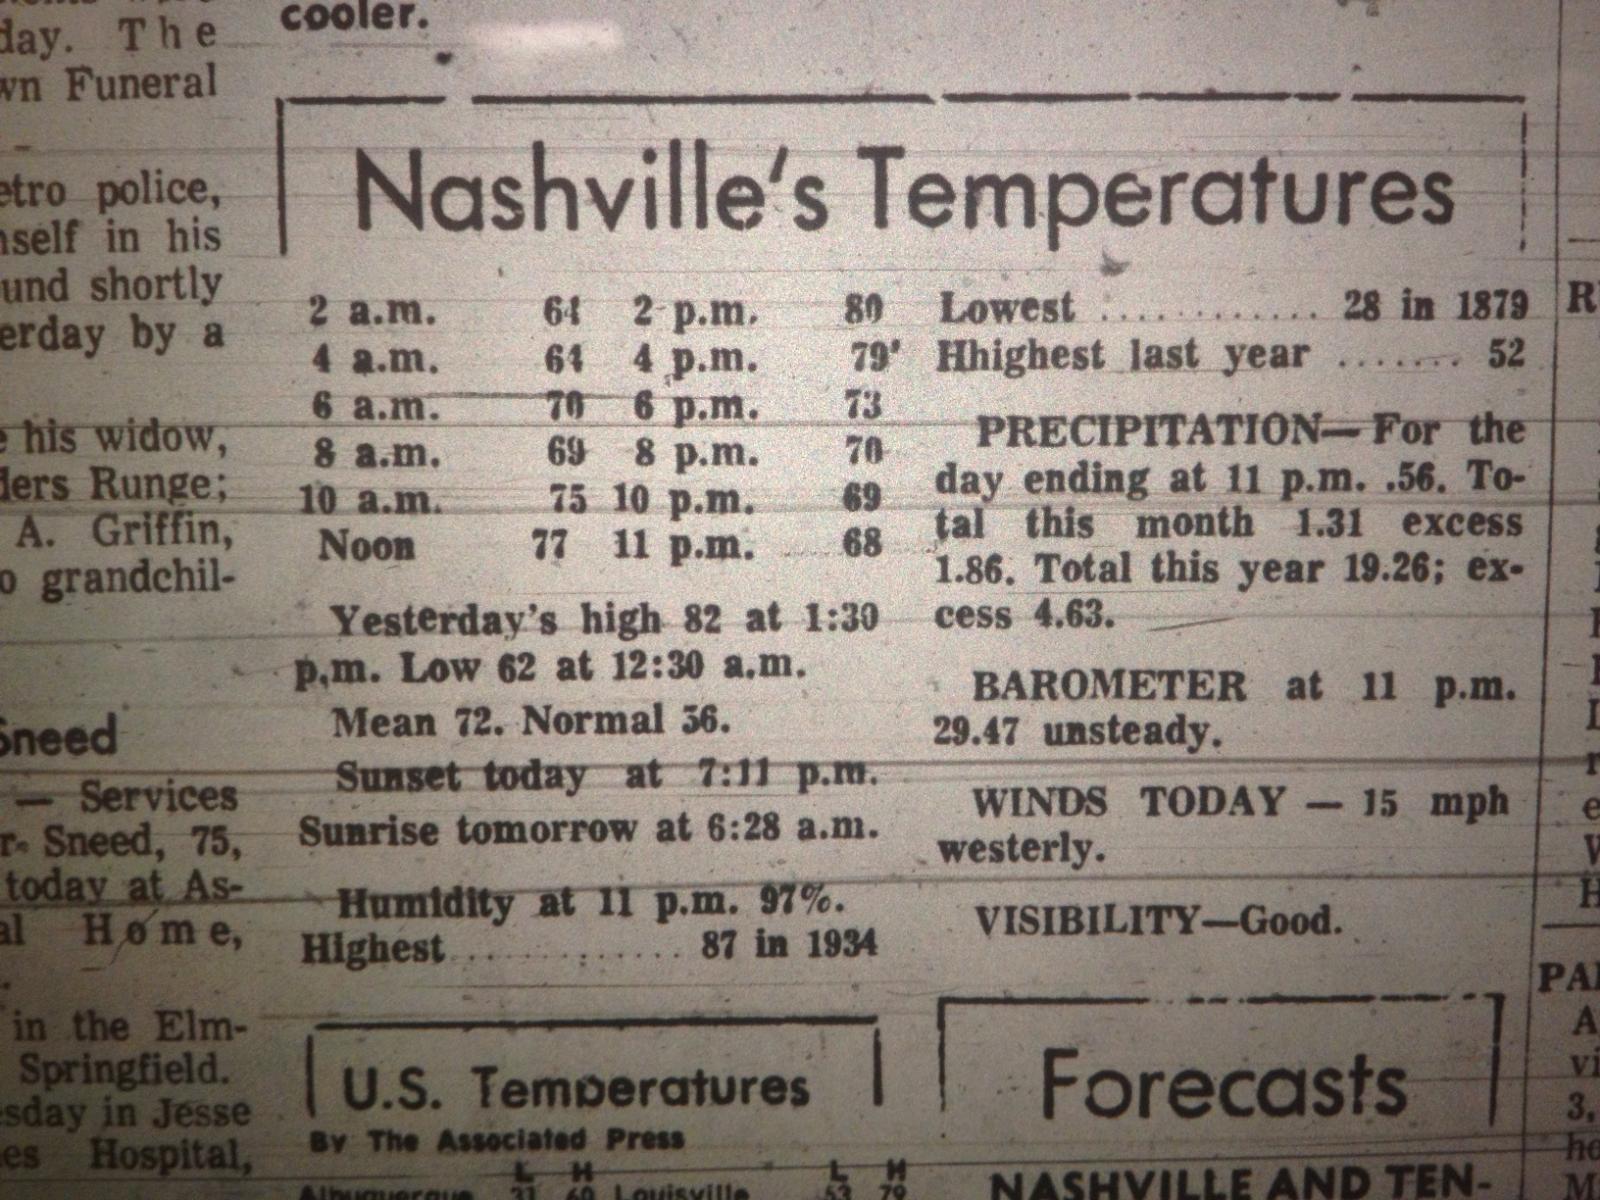 cooler.
day. The
wn Funeral
etro police,
nself in his
und shortly
erday by a
e his widow,
ders Runge;
A. Griffin,
o grandchil-
Sneed
— Services
r. Sneed, 75,
today at As-
al Home,
in the Elm-
Springfield.
esday in Jesse
es Hospital,
Nashville's Temperatures
2 a.m. 64 2 p.m. 80
4 a.m. 64 4 p.m. 79
6 a.m. 70 6 p.m. 73
8 a.m. 69 8 p.m. 70
10 a.m. 75 10 p.m. 69
Noon 77 11 p.m. 68
Yesterday's high 82 at 1:30
p.m. Low 62 at 12:30 a.m.
Mean 72. Normal 56.
Sunset today at 7:11 p.m.
Sunrise tomorrow at 6:28 a.m.
Humidity at 11 p.m. 97%.
Highest ............ 87 in 1934
Lowest ............ 28 in 1879
Hhighest last year ....... 52
PRECIPITATION—For the
day ending at 11 p.m. .56. To-
tal this month 1.31 excess
1.86. Total this year 19.26; ex-
cess 4.63.
BAROMETER at 11 p.m.
29.47 unsteady.
WINDS TODAY — 15 mph
westerly.
VISIBILITY—Good.
U.S. Temperatures
By The Associated Press
L H L H
Albuquerque 31 60 Louisville 53 79
Forecasts
NASHVILLE AND TEN-